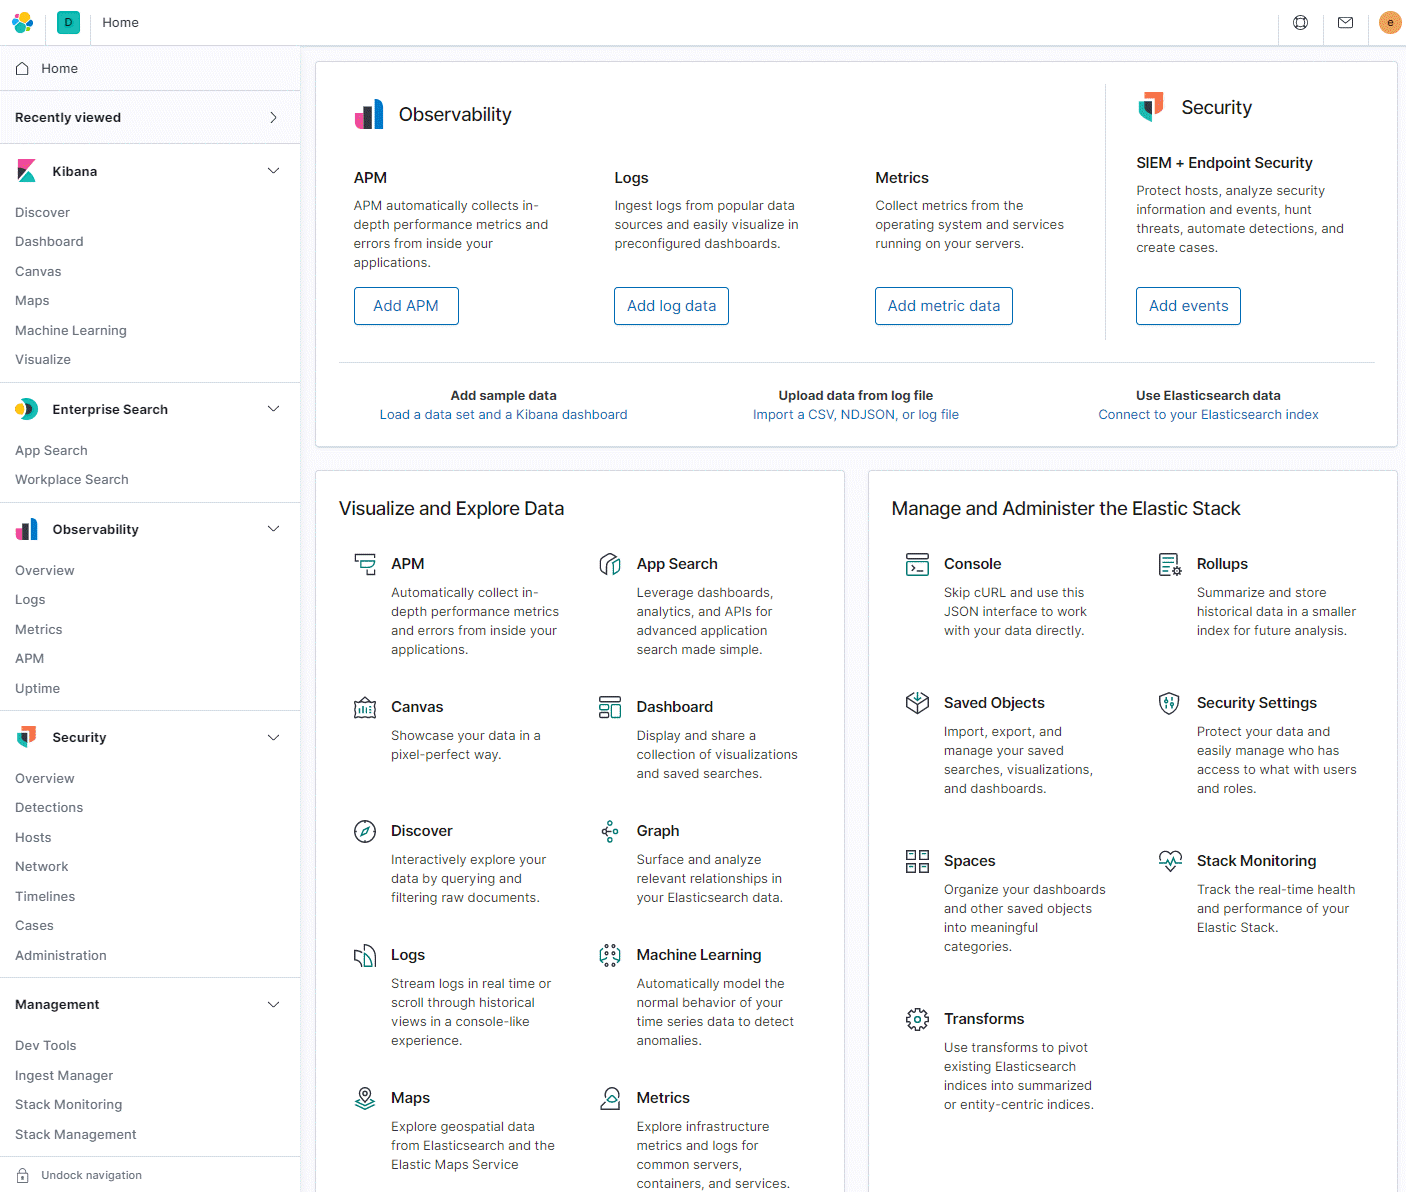 D
Home
e
Home
Recently viewed
Kibana
Discover
Dashboard
Canvas
Maps
Machine Learning
Visualize
Enterprise Search
App Search
Workplace Search
Observability
Overview
Logs
Metrics
APM
Uptime
Security
Overview
Detections
Hosts
Network
Timelines
Cases
Administration
Management
Dev Tools
Ingest Manager
Stack Monitoring
Stack Management
Undock navigation
Observability
APM
APM automatically collects in-
depth performance metrics and
errors from inside your
applications.
Add APM
Logs
Ingest logs from popular data
sources and easily visualize in
preconfigured dashboards.
Add log data
Metrics
Collect metrics from the
operating system and services
running on your servers.
Add metric data
Security
SIEM + Endpoint Security
Protect hosts, analyze security
information and events, hunt
threats, automate detections, and
create cases.
Add events
Add sample data
Load a data set and a Kibana dashboard
Upload data from log file
Import a CSV, NDJSON, or log file
Use Elasticsearch data
Connect to your Elasticsearch index
Visualize and Explore Data
APM
Automatically collect in-
depth performance metrics
and errors from inside your
applications.
App Search
Leverage dashboards,
analytics, and APIs for
advanced application
search made simple.
Canvas
Showcase your data in a
pixel-perfect way.
Dashboard
Display and share a
collection of visualizations
and saved searches.
Discover
Interactively explore your
data by querying and
filtering raw documents.
Graph
Surface and analyze
relevant relationships in
your Elasticsearch data.
Logs
Stream logs in real time or
scroll through historical
views in a console-like
experience.
Machine Learning
Automatically model the
normal behavior of your
time series data to detect
anomalies.
Maps
Explore geospatial data
from Elasticsearch and the
Elastic Maps Service
Metrics
Explore infrastructure
metrics and logs for
common servers,
containers, and services.
Manage and Administer the Elastic Stack
Console
Skip cURL and use this
JSON interface to work
with your data directly.
Rollups
Summarize and store
historical data in a smaller
index for future analysis.
Saved Objects
Import, export, and
manage your saved
searches, visualizations,
and dashboards.
Security Settings
Protect your data and
easily manage who has
access to what with users
and roles.
Spaces
Organize your dashboards
and other saved objects
into meaningful
categories.
Stack Monitoring
Track the real-time health
and performance of your
Elastic Stack.
Transforms
Use transforms to pivot
existing Elasticsearch
indices into summarized
or entity-centric indices.